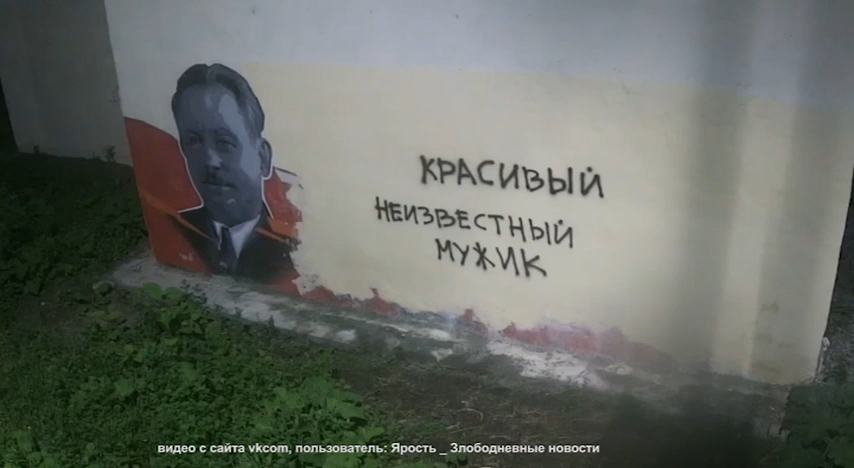 КРАСИВЫЙ
НЕИЗВЕСТНЫЙ
МУЖИК
видео с сайта vkcom, пользователь: Ярость _ Злободневные новости